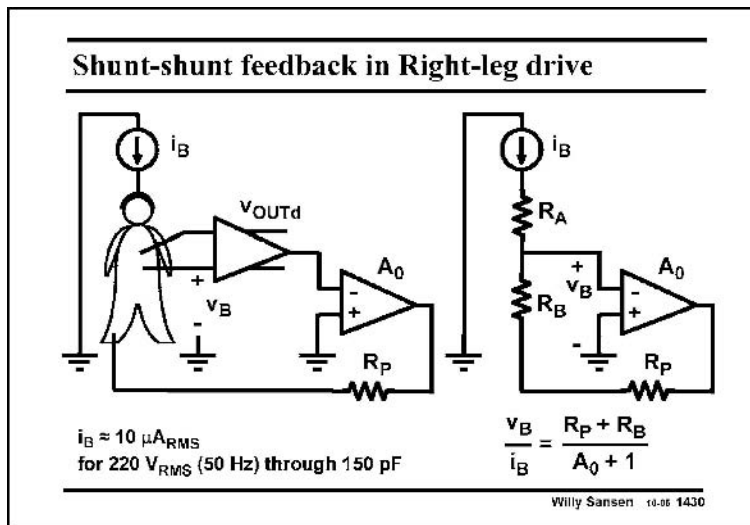 Shunt-shunt feedback in Right-leg drive
iB
vOUTd
A0
-
+
+
vB
-
RP
iB
RA
+
vB
-
RB
A0
-
+
RP
iB ≈ 10 μARMS
for 220 VRMS (50 Hz) through 150 pF
vB / iB = RP + RB / A0 + 1
Willy Sansen 10-05 1430